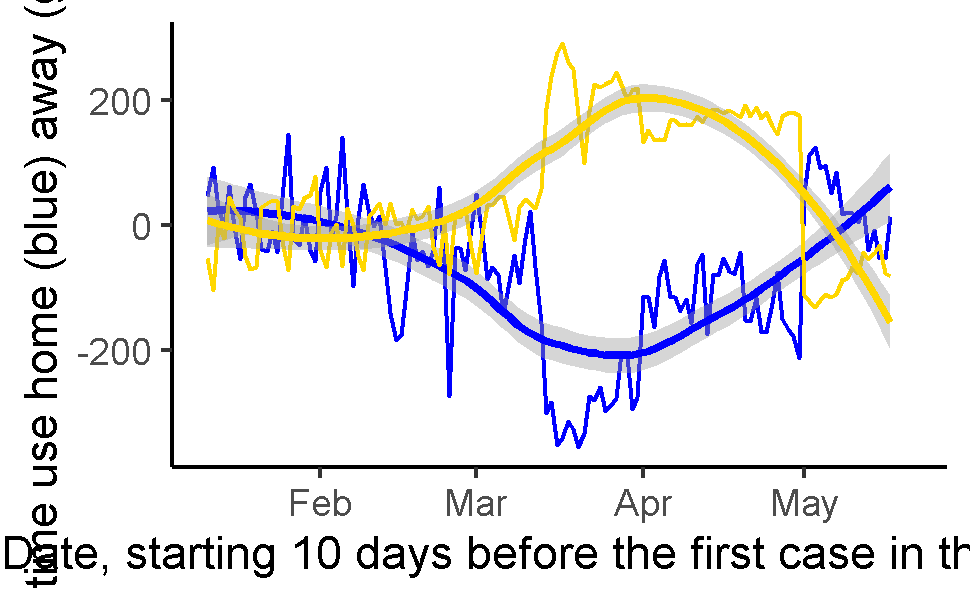 time use home (blue) away (
200
0
-200
Feb Mar Apr May
Date, starting 10 days before the first case in th